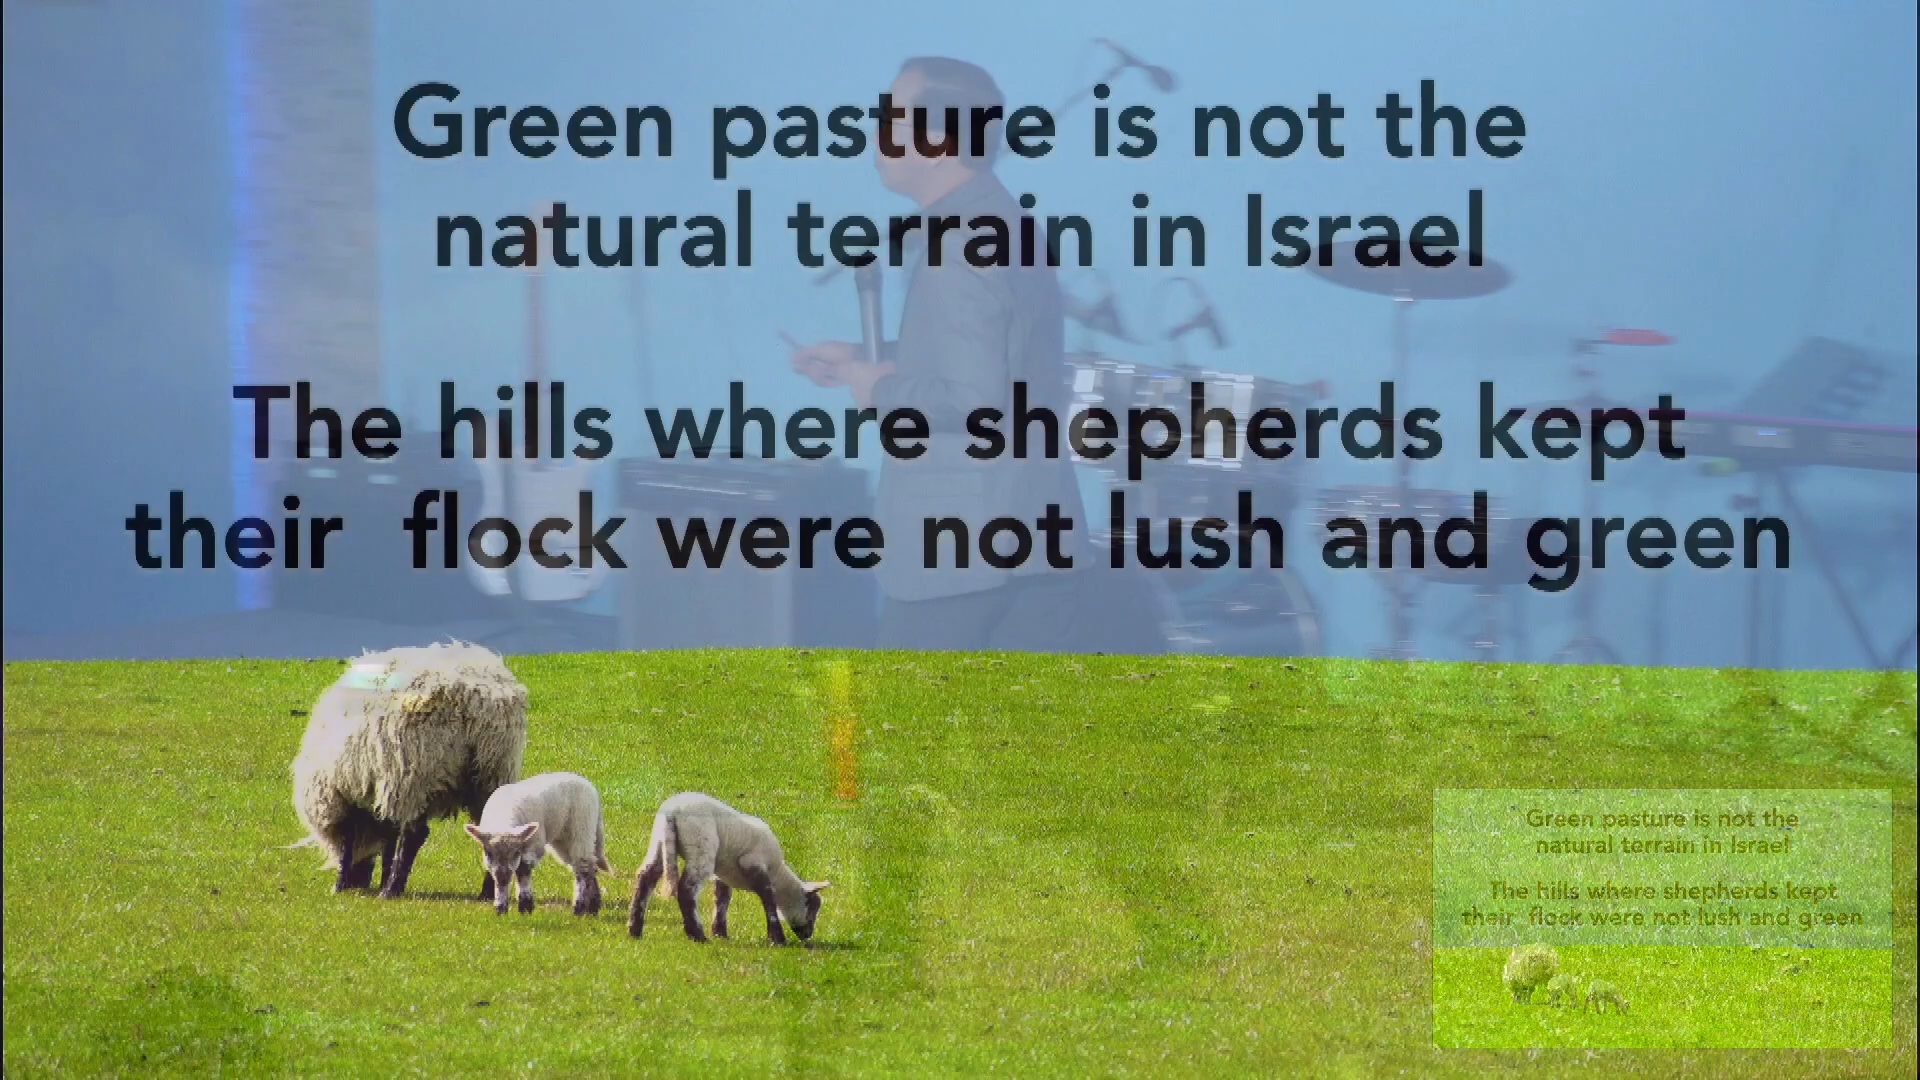 Green pasture is not the
natural terrain in Israel
The hills where shepherds kept
their  flock were not lush and green
Green pasture is not the
natural terrain in Israel
The hills where shepherds kept
their  flock were not lush and green